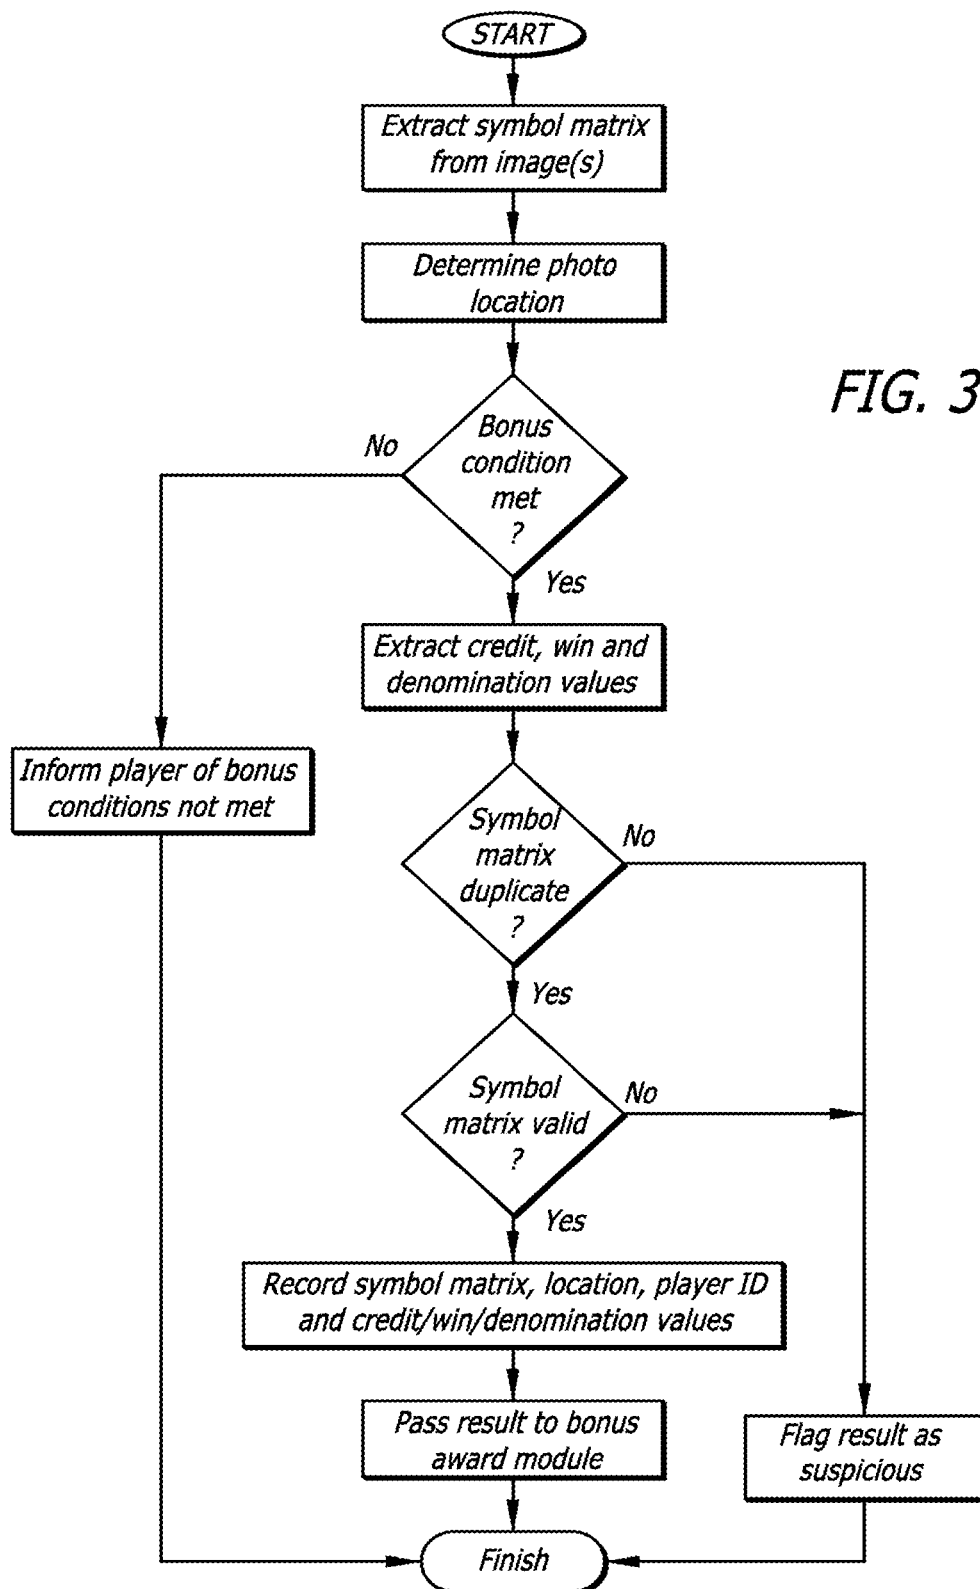 START
Extract symbol matrix
from image(s)
Determine photo
location
FIG. 3
Bonus
condition
met
?
No
Yes
Extract credit, win and
denomination values
Inform player of bonus
conditions not met
Symbol
matrix
duplicate
?
No
Yes
Symbol
matrix valid
?
No
Yes
Record symbol matrix, location, player ID
and credit/win/denomination values
Pass result to bonus
award module
Flag result as
suspicious
Finish